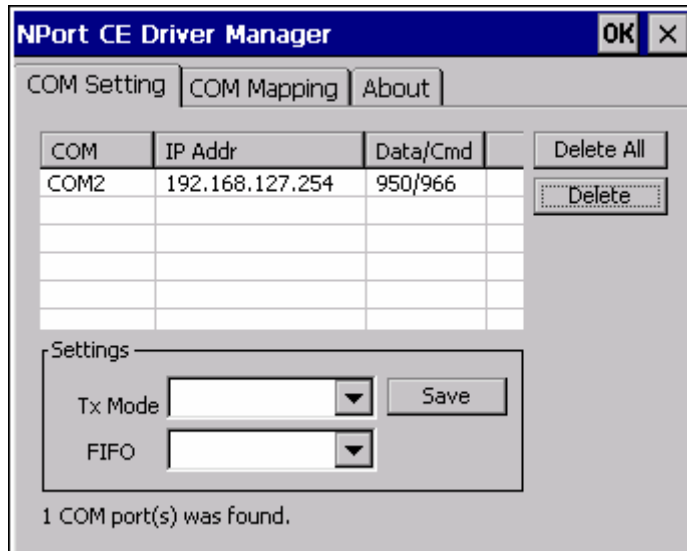 NPort CE Driver Manager OK ×
COM Setting COM Mapping About
COM IP Addr Data/Cmd Delete All
COM2 192.168.127.254 950/966
Delete
Settings
Tx Mode Save
FIFO
1 COM port(s) was found.